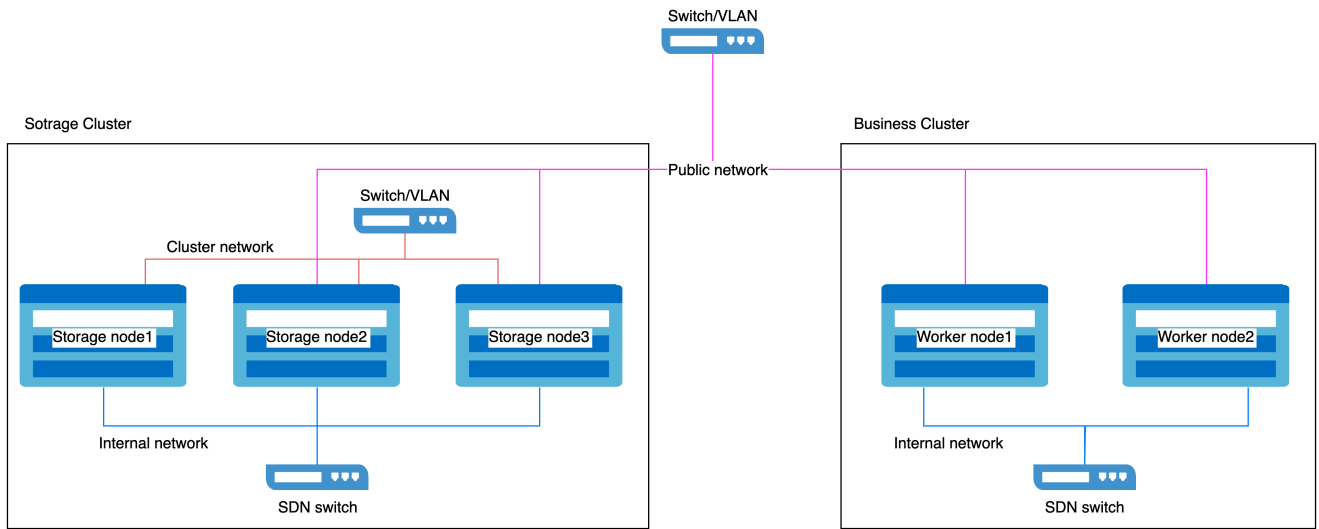 Switch/VLAN
Sotrage Cluster
Business Cluster
Public network
Switch/VLAN
Cluster network
Storage node1
Storage node2
Storage node3
Worker node1
Worker node2
Internal network
Internal network
SDN switch
SDN switch